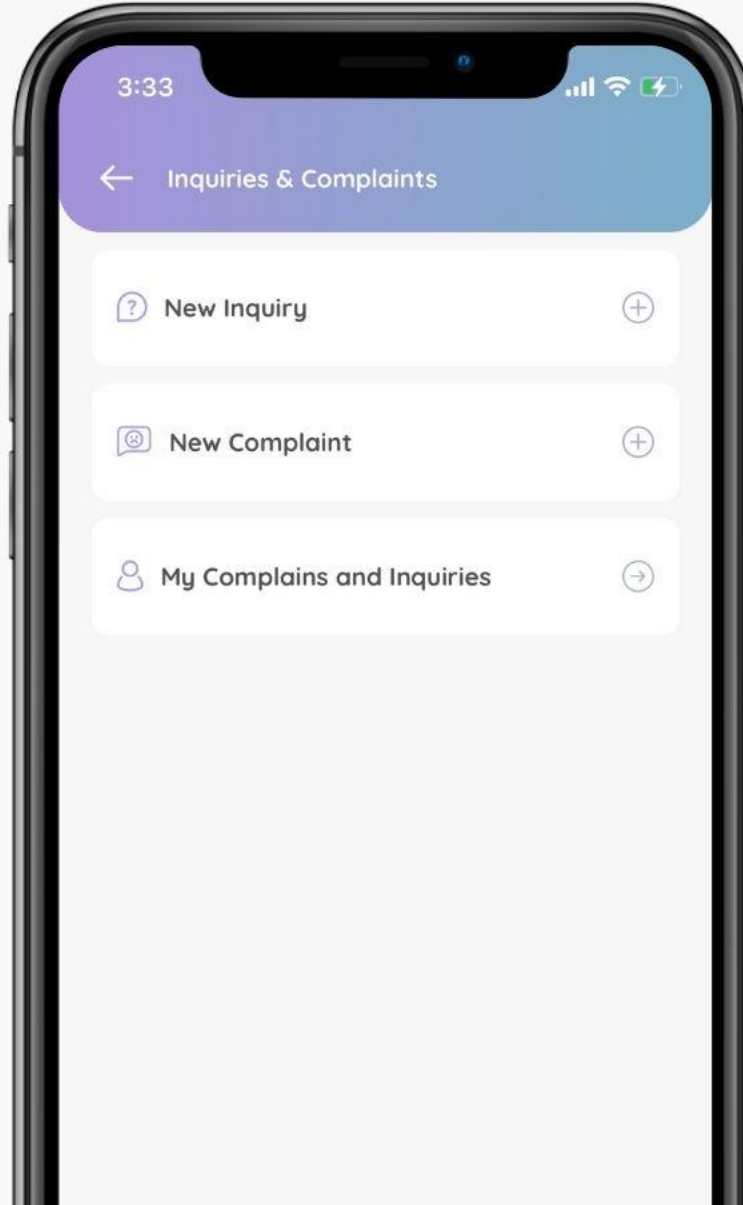 3:33
Inquiries & Complaints
New Inquiry
New Complaint
My Complains and Inquiries